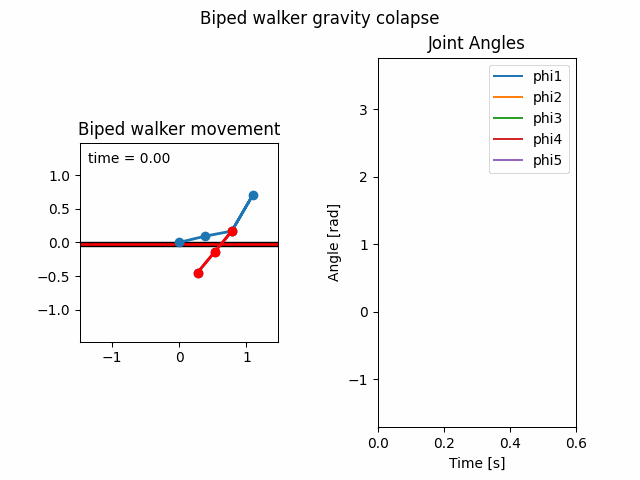 Biped walker gravity colapse
Biped walker movement
time = 0.00
1.0
0.5
0.0
−0.5
−1.0
−1
0
1
Joint Angles
phi1
phi2
phi3
phi4
phi5
Angle [rad]
3
2
1
0
−1
0.0
0.2
0.4
0.6
Time [s]